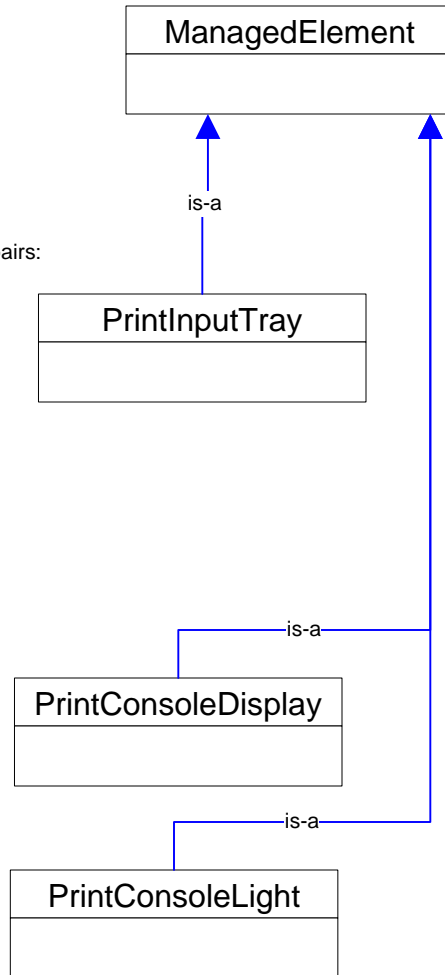 ManagedElement
is-a
airs:
PrintInputTray
is-a
PrintConsoleDisplay
is-a
PrintConsoleLight